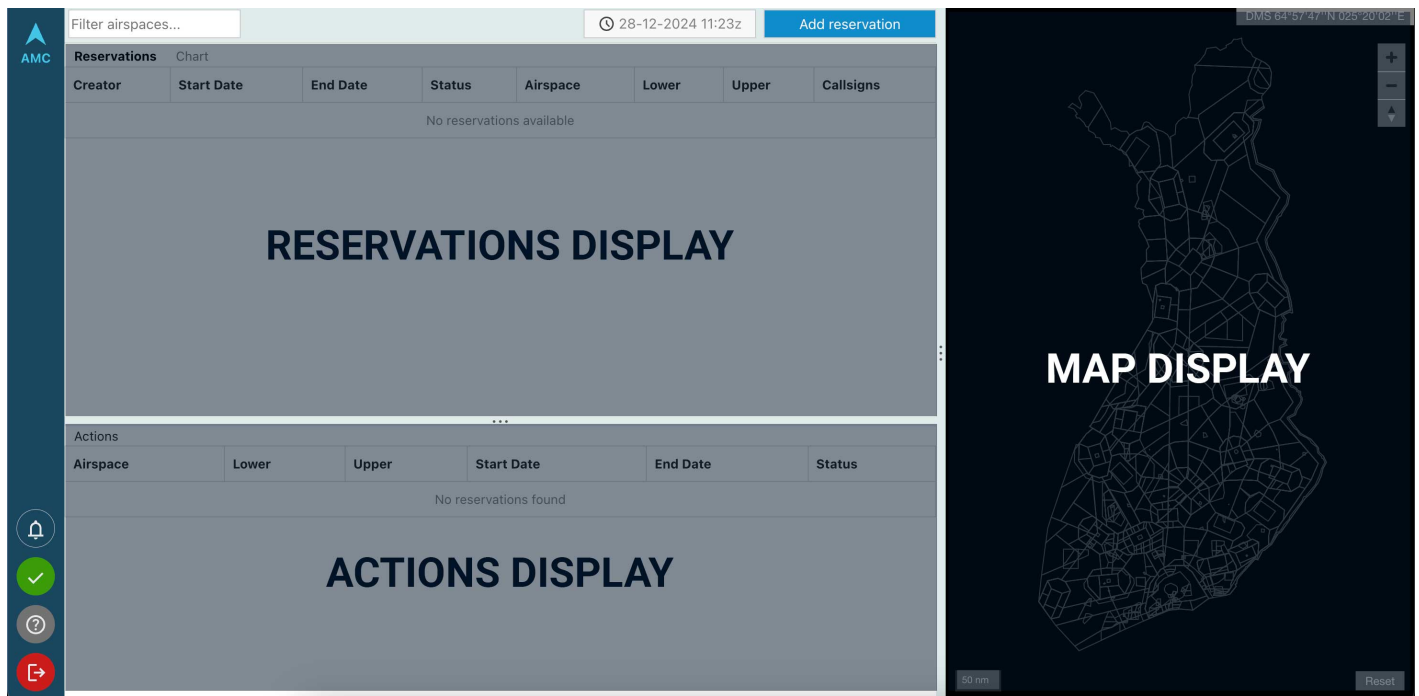 AMC
Filter airspaces...
28-12-2024 11:23z
Add reservation
Reservations Chart
Creator Start Date End Date Status Airspace Lower Upper Callsigns
No reservations available
RESERVATIONS DISPLAY
Actions
Airspace Lower Upper Start Date End Date Status
No reservations found
ACTIONS DISPLAY
DMS 64°57'47''N 025°20'02''E
MAP DISPLAY
50 nm
Reset